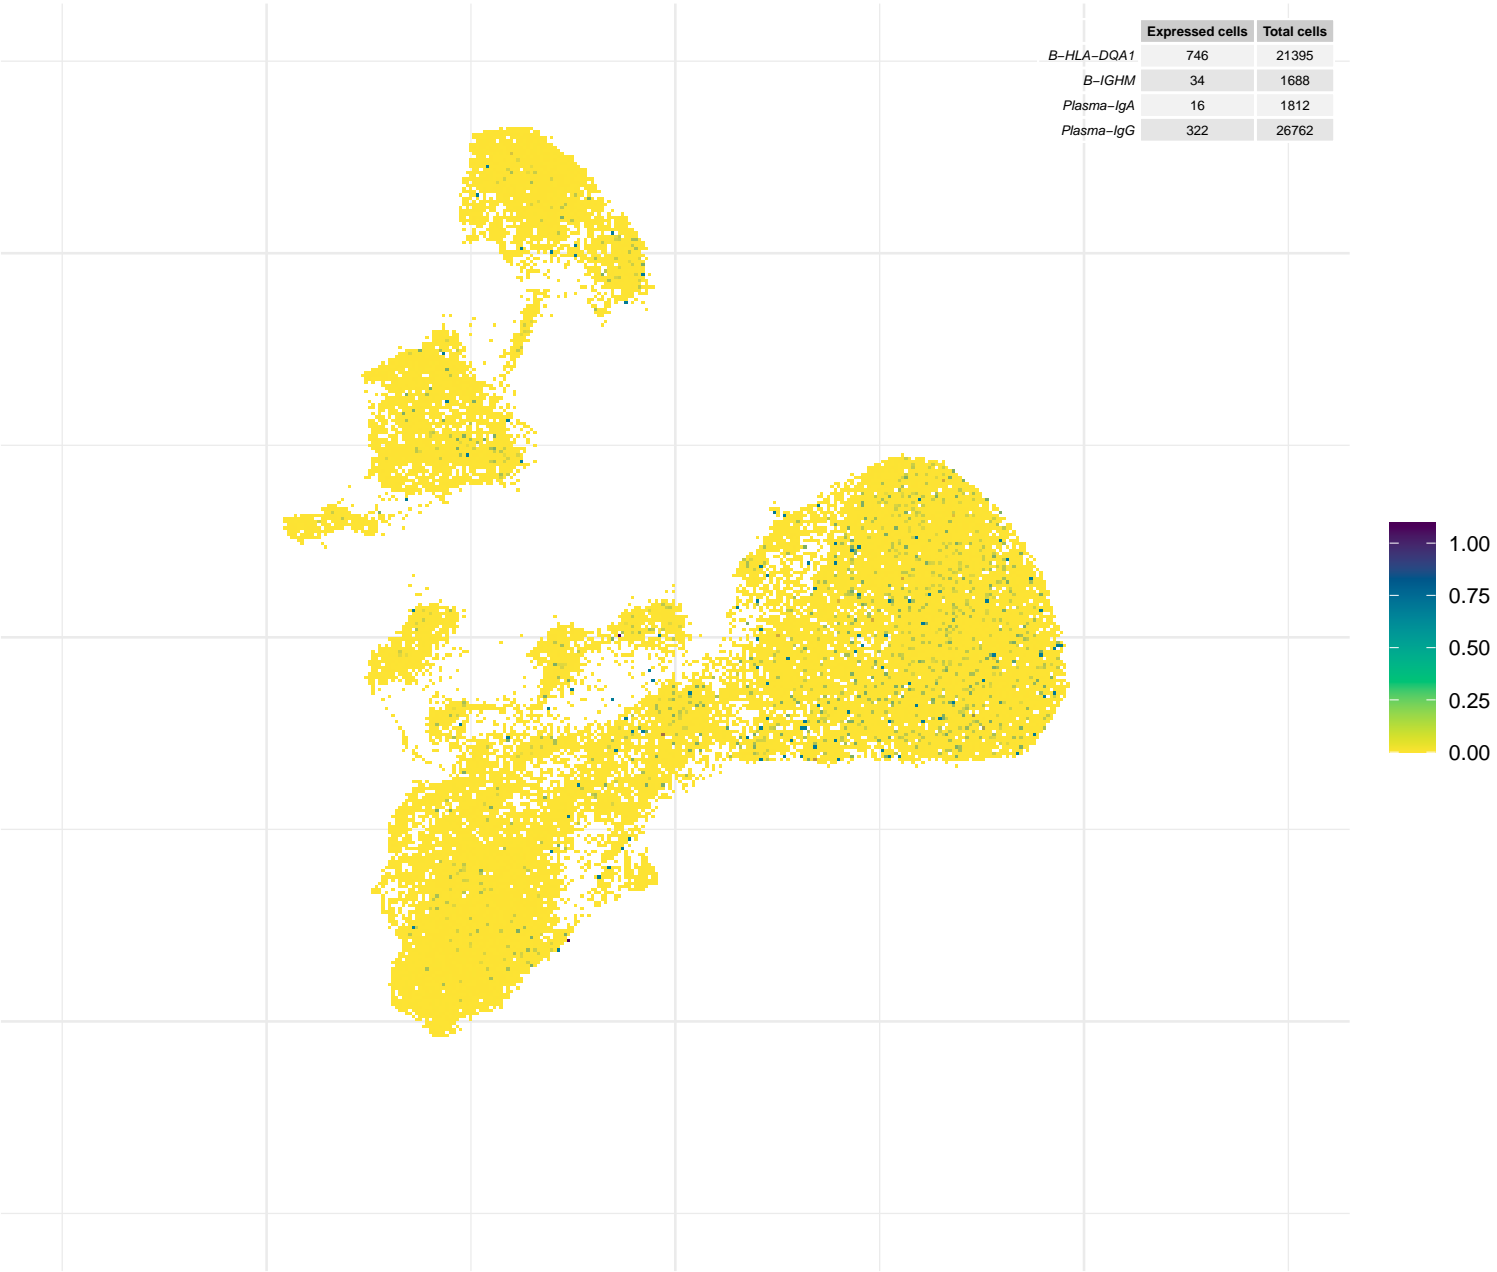 Expressed cells Total cells
B−HLA−DQA1 746 21395
B−IGHM 34 1688
Plasma−IgA 16 1812
Plasma−IgG 322 26762
1.00
0.75
0.50
0.25
0.00